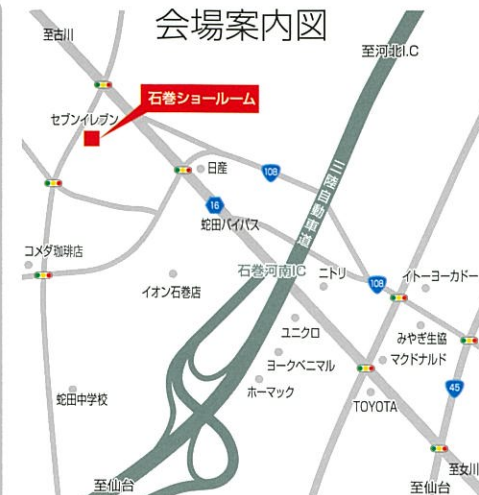 会場案内図
至古川
至河北I.C
石巻ショールーム
セブンイレブン
日産
108
三陸自動車道
16
蛇田バイパス
コメダ珈琲店
石巻河南IC
ニトリ
108
イトーヨーカドー
イオン石巻店
ユニクロ
みやぎ生協
ヨークベニマル
マクドナルド
ホーマック
45
蛇田中学校
TOYOTA
至女川
至仙台
至仙台